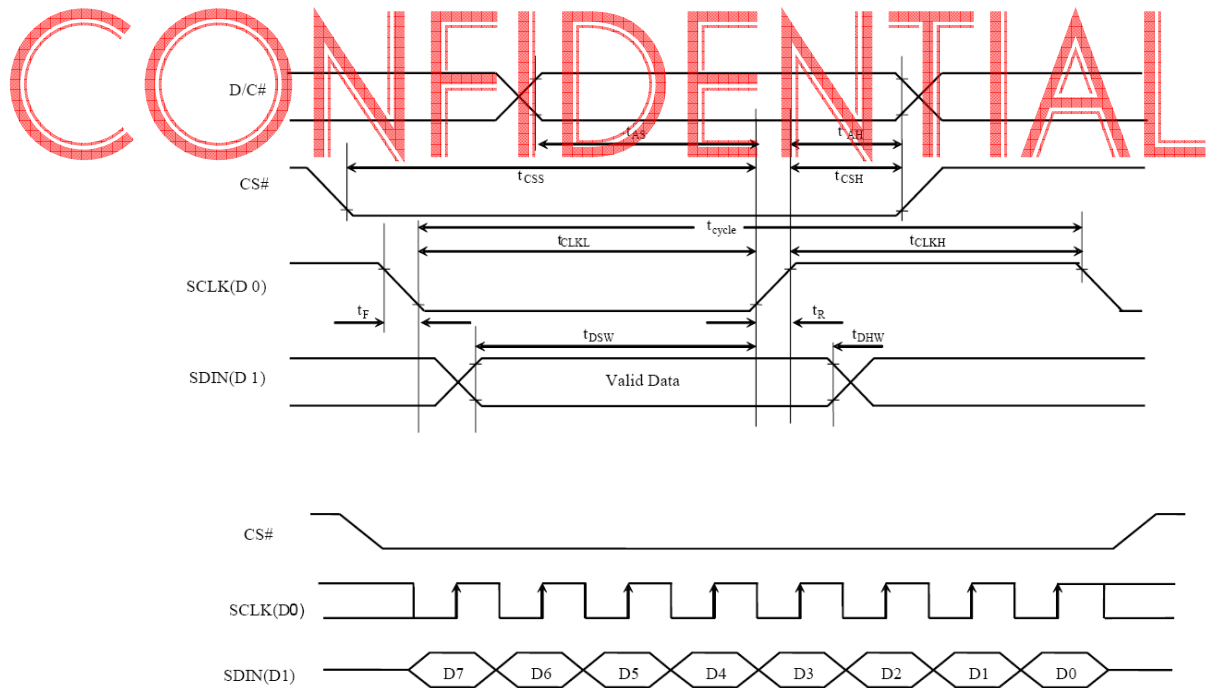 CONFIDENTIAL
D/C#
tAS
tAH
tCSS
tCSH
CS#
tcycle
tCLKL
tCLKH
SCLK(D 0)
tF
tR
tDSW
tDHW
SDIN(D 1)
Valid Data
CS#
SCLK(D0)
SDIN(D1)
D7 D6 D5 D4 D3 D2 D1 D0